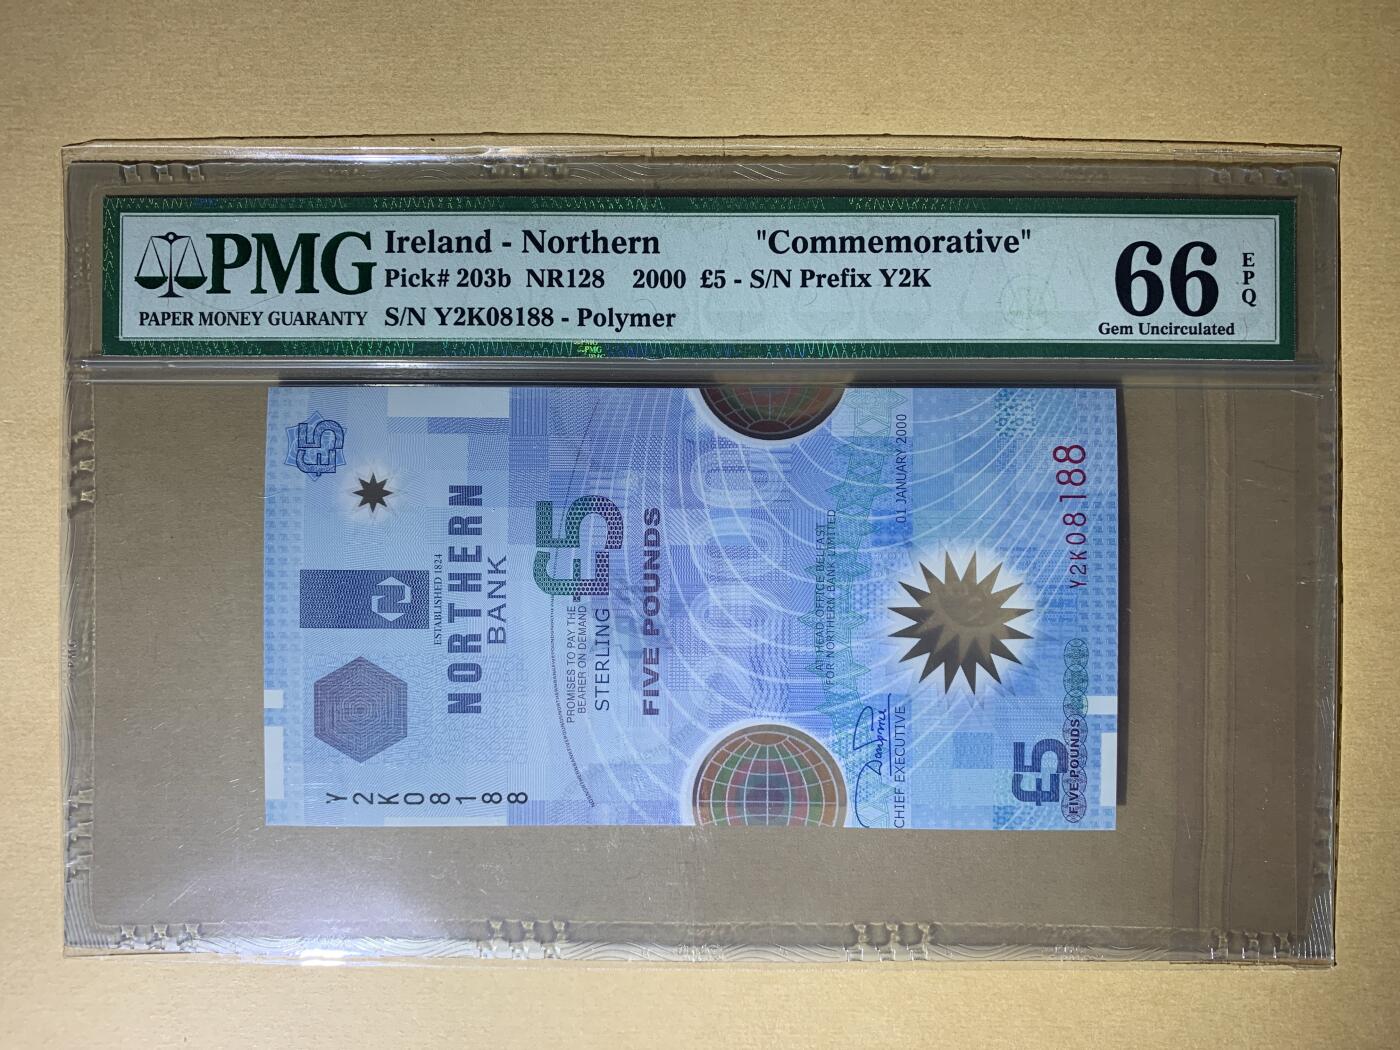 PMG
PAPER MONEY GUARANTY
Ireland - Northern "Commemorative"
Pick# 203b NR128 2000 £5 - S/N Prefix Y2K
S/N Y2K08188 - Polymer
66
EPQ
Gem Uncirculated
£5
ESTABLISHED 1824
NORTHERN
BANK
Y2K08188
PROMISES TO PAY THE
BEARER ON DEMAND
£5
STERLING
FIVE POUNDS
AT HEAD OFFICE BELFAST
FOR NORTHERN BANK LIMITED
01 JANUARY 2000
CHIEF EXECUTIVE
Y2K08188
£5
FIVE POUNDS